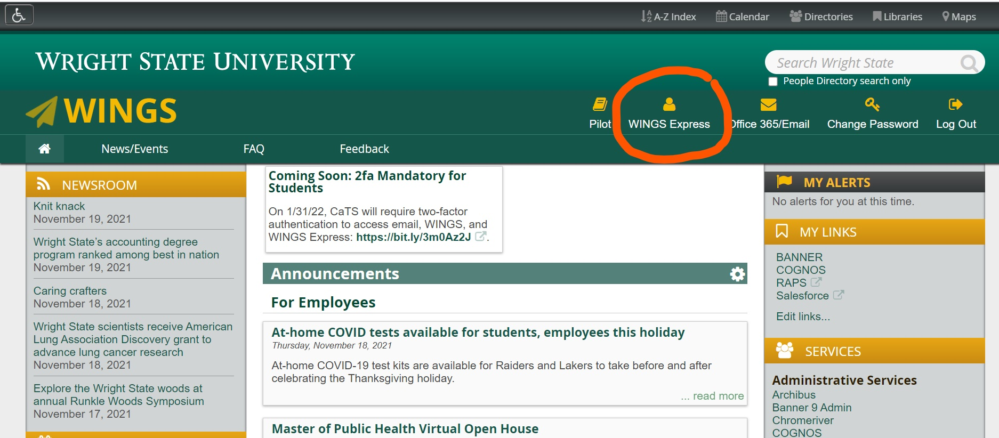 A-Z Index
Calendar
Directories
Libraries
Maps
WRIGHT STATE UNIVERSITY
Search Wright State
People Directory search only
WINGS
Pilot
WINGS Express
Office 365/Email
Change Password
Log Out
News/Events
FAQ
Feedback
NEWSROOM
Knit knack
November 19, 2021
Wright State's accounting degree
program ranked among best in nation
November 19, 2021
Caring crafters
November 18, 2021
Wright State scientists receive American
Lung Association Discovery grant to
advance lung cancer research
November 18, 2021
Explore the Wright State woods at
annual Runkle Woods Symposium
November 17, 2021
Coming Soon: 2fa Mandatory for
Students
On 1/31/22, CaTS will require two-factor
authentication to access email, WINGS, and
WINGS Express: https://bit.ly/3m0Az2J .
Announcements
For Employees
At-home COVID tests available for students, employees this holiday
Thursday, November 18, 2021
At-home COVID-19 test kits are available for Raiders and Lakers to take before and after
celebrating the Thanksgiving holiday.
... read more
Master of Public Health Virtual Open House
MY ALERTS
No alerts for you at this time.
MY LINKS
BANNER
COGNOS
RAPS
Salesforce
Edit links...
SERVICES
Administrative Services
Archibus
Banner 9 Admin
Chromeriver
COGNOS